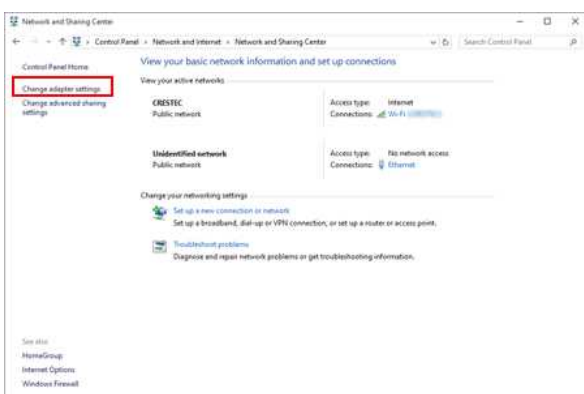 Network and Sharing Center
Control Panel > Network and Internet > Network and Sharing Center
Search Control Panel
Control Panel Home
Change adapter settings
Change advanced sharing
settings
View your basic network information and set up connections
View your active networks
CRESTEC
Public network
Access type: Internet
Connections: Wi-Fi
Unidentified network
Public network
Access type: No network access
Connections: Ethernet
Change your networking settings
Set up a new connection or network
Set up a broadband, dial-up or VPN connection, or set up a router or access point.
Troubleshoot problems
Diagnose and repair network problems or get troubleshooting information.
See also
HomeGroup
Internet Options
Windows Firewall